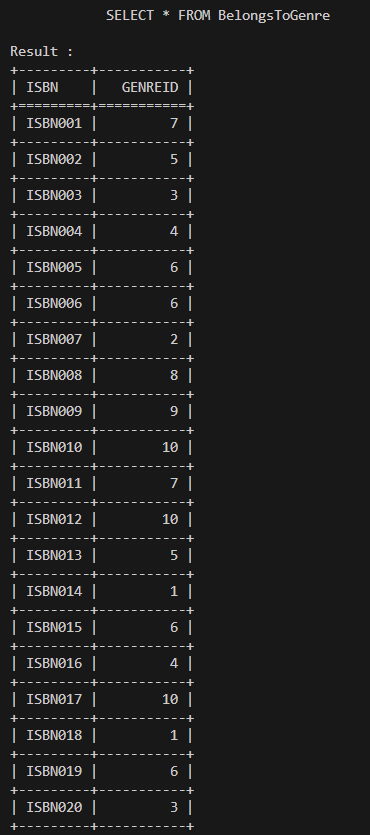 SELECT * FROM BelongsToGenre
Result :
+---------+-----------+
| ISBN    |   GENREID |
+=========+===========+
| ISBN001 |         7 |
+---------+-----------+
| ISBN002 |         5 |
+---------+-----------+
| ISBN003 |         3 |
+---------+-----------+
| ISBN004 |         4 |
+---------+-----------+
| ISBN005 |         6 |
+---------+-----------+
| ISBN006 |         6 |
+---------+-----------+
| ISBN007 |         2 |
+---------+-----------+
| ISBN008 |         8 |
+---------+-----------+
| ISBN009 |         9 |
+---------+-----------+
| ISBN010 |        10 |
+---------+-----------+
| ISBN011 |         7 |
+---------+-----------+
| ISBN012 |        10 |
+---------+-----------+
| ISBN013 |         5 |
+---------+-----------+
| ISBN014 |         1 |
+---------+-----------+
| ISBN015 |         6 |
+---------+-----------+
| ISBN016 |         4 |
+---------+-----------+
| ISBN017 |        10 |
+---------+-----------+
| ISBN018 |         1 |
+---------+-----------+
| ISBN019 |         6 |
+---------+-----------+
| ISBN020 |         3 |
+---------+-----------+